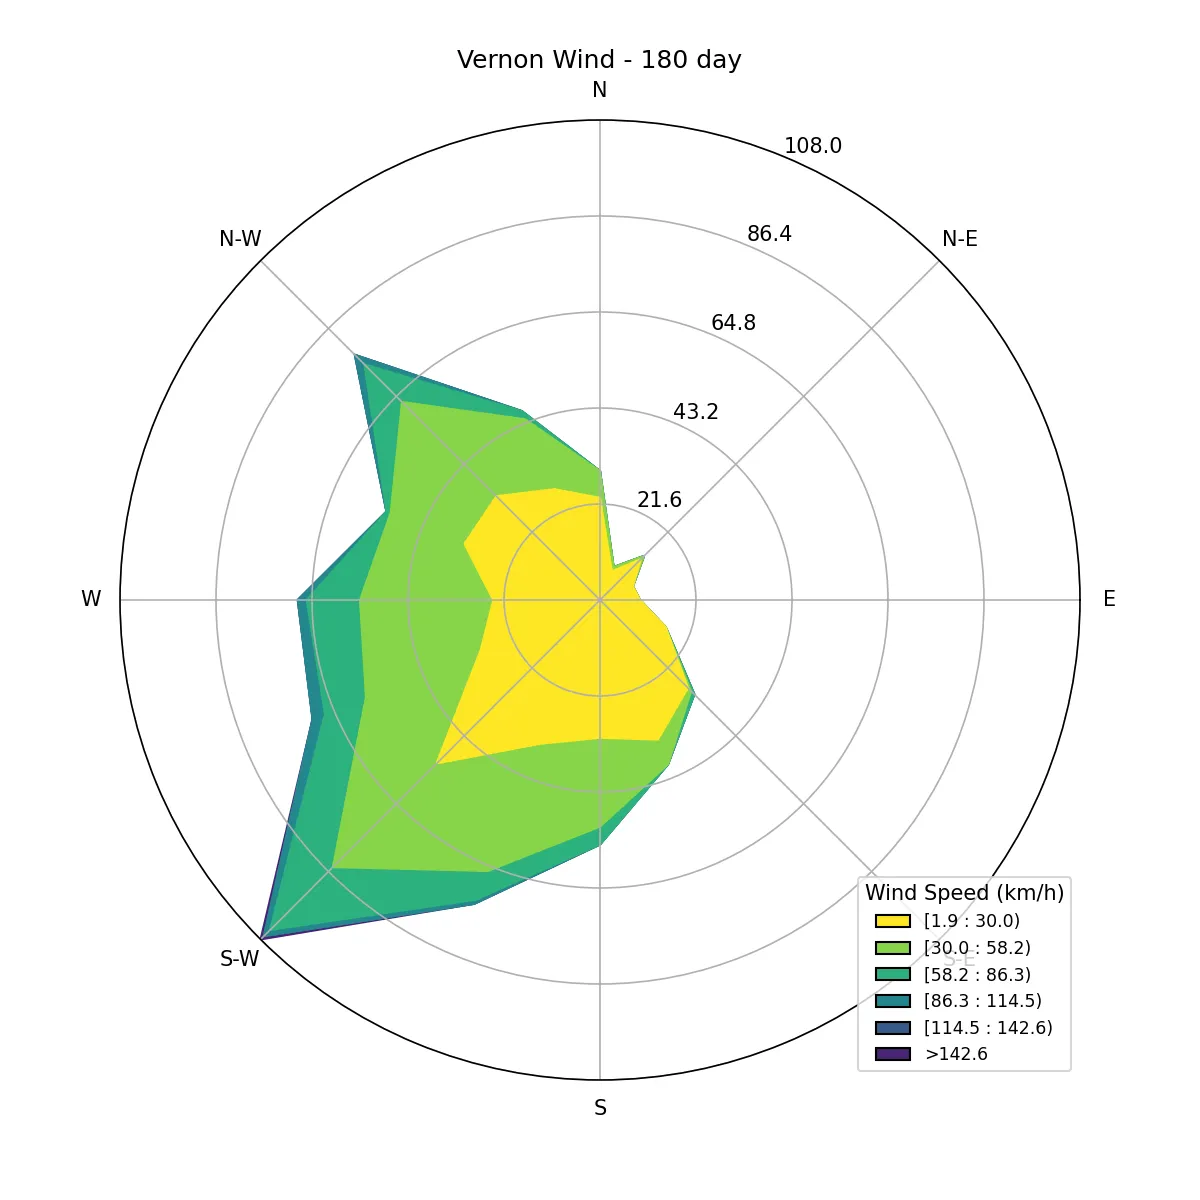 Vernon Wind - 180 day
N
108.0
86.4
N-W
N-E
64.8
43.2
21.6
W
E
Wind Speed (km/h)
[1.9 : 30.0)
[30.0 : 58.2)
S-W
S-E
[58.2 : 86.3)
[86.3 : 114.5)
[114.5 : 142.6)
>142.6
S